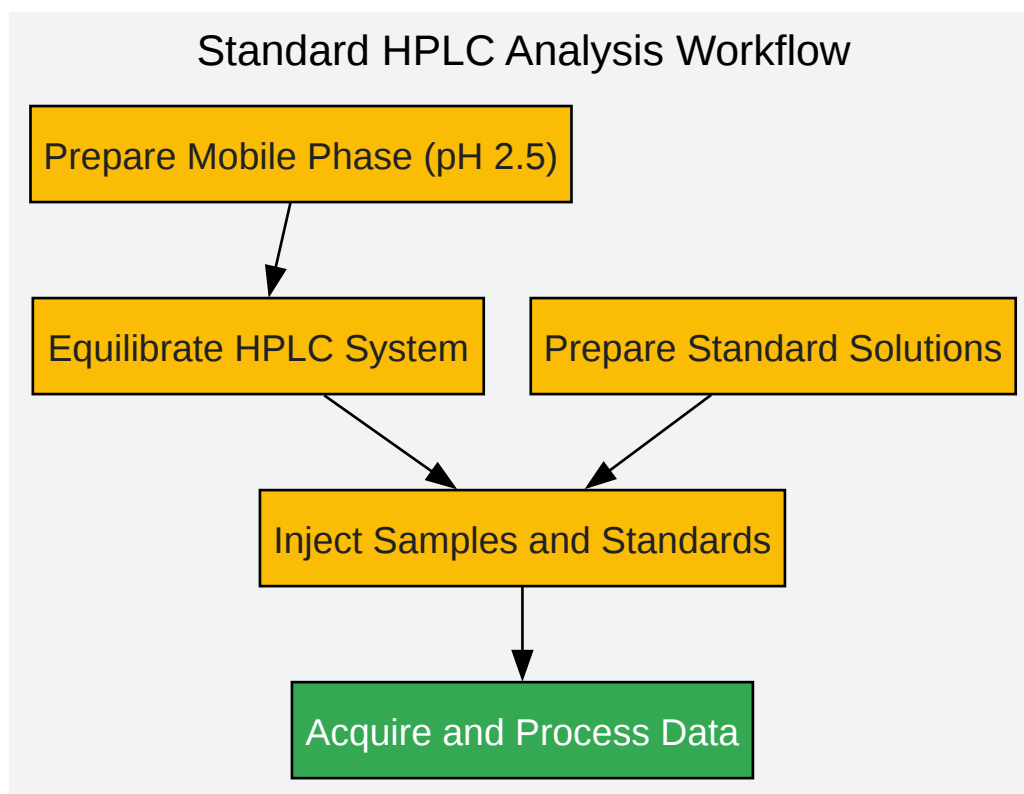 Standard HPLC Analysis Workflow
Prepare Mobile Phase (pH 2.5)
Equilibrate HPLC System
Prepare Standard Solutions
Inject Samples and Standards
Acquire and Process Data